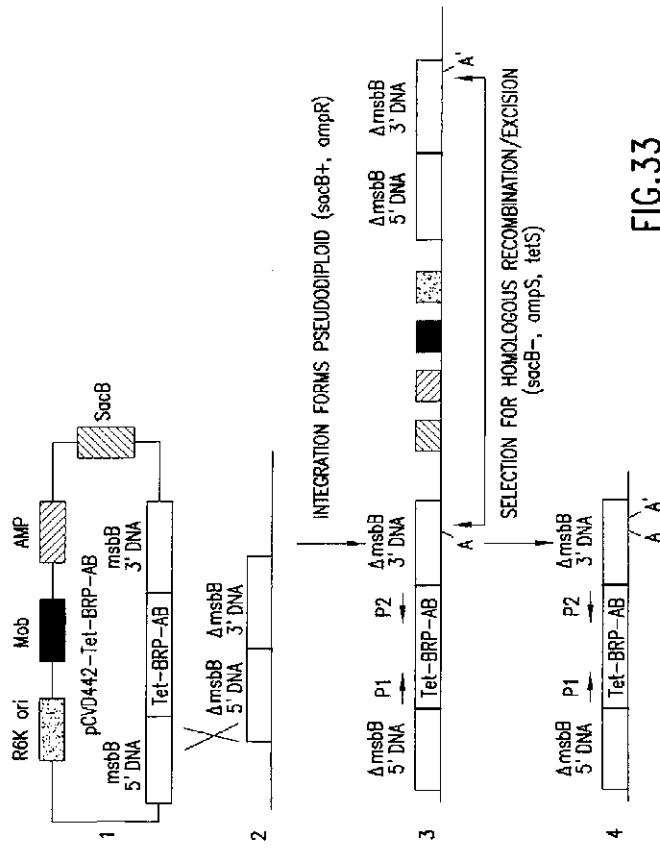 R6K ori
Mob
AMP
SacB
pCVD442-Tet-BRP-AB
msbB
5' DNA
Tet-BRP-AB
msbB
3' DNA
1
ΔmsbB
5' DNA
ΔmsbB
3' DNA
2
INTEGRATION FORMS PSEUDODIPLOID (sacB+, ampR)
ΔmsbB
5' DNA
P1
P2
Tet-BRP-AB
ΔmsbB
3' DNA
A
ΔmsbB
5' DNA
ΔmsbB
3' DNA
A'
3
SELECTION FOR HOMOLOGOUS RECOMBINATION/EXCISION
(sacB-, ampS, tetS)
ΔmsbB
5' DNA
P1
P2
Tet-BRP-AB
ΔmsbB
3' DNA
A
A'
4
FIG.33